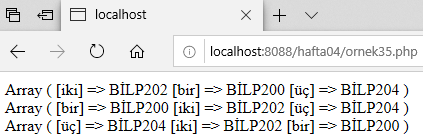 localhost
localhost:8088/hafta04/ornek35.php
Array ( [iki] => BİLP202 [bir] => BİLP200 [üç] => BİLP204 )
Array ( [bir] => BİLP200 [iki] => BİLP202 [üç] => BİLP204 )
Array ( [üç] => BİLP204 [iki] => BİLP202 [bir] => BİLP200 )